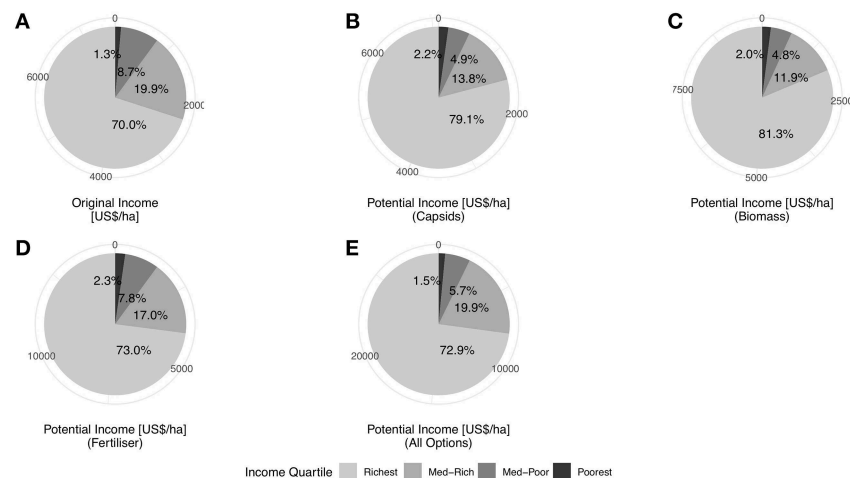 A
0
1.3%
8.7%
6000
19.9%
2000
70.0%
4000
Original Income
[US$/ha]
B
0
6000
2.2%
4.9%
13.8%
2000
79.1%
4000
Potential Income [US$/ha]
(Capsids)
C
0
2.0%
4.8%
11.9%
7500
2500
81.3%
5000
Potential Income [US$/ha]
(Biomass)
D
0
2.3%
7.8%
17.0%
73.0%
10000
5000
Potential Income [US$/ha]
(Fertiliser)
E
0
1.5%
5.7%
19.9%
72.9%
20000
10000
Potential Income [US$/ha]
(All Options)
Income Quartile Richest Med−Rich Med−Poor Poorest